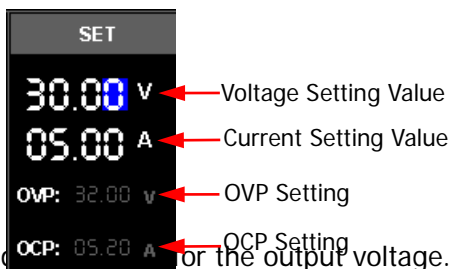 SET
30.00 V Voltage Setting Value
05.00 A Current Setting Value
OVP: 32.00 V OVP Setting
OCP: 05.20 A OCP Setting
or the output voltage.